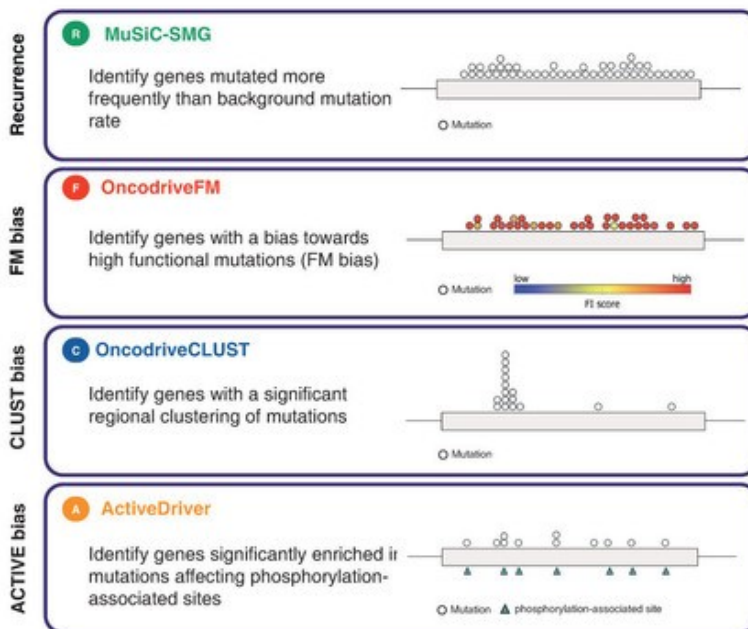 Recurrence
R MuSiC-SMG
Identify genes mutated more
frequently than background mutation
rate
Mutation
FM bias
F OncodriveFM
Identify genes with a bias towards
high functional mutations (FM bias)
Mutation
low high
FI score
CLUST bias
C OncodriveCLUST
Identify genes with a significant
regional clustering of mutations
Mutation
ACTIVE bias
A ActiveDriver
Identify genes significantly enriched in
mutations affecting phosphorylation-
associated sites
Mutation phosphorylation-associated site